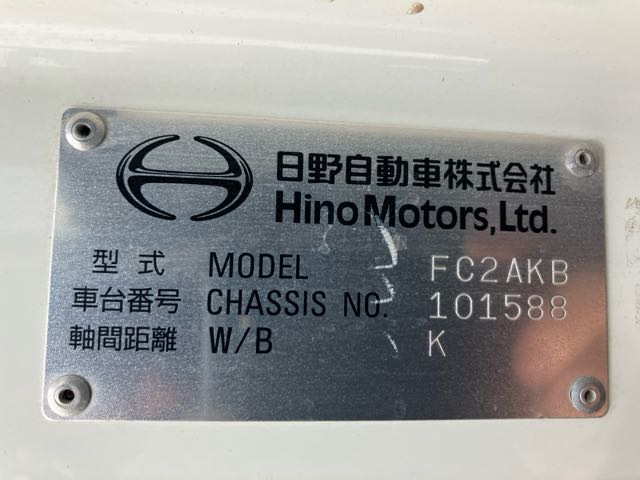 日野自動車株式会社
Hino Motors, Ltd.
型式 MODEL FC2AKB
車台番号 CHASSIS NO. 101588
軸間距離 W/B K